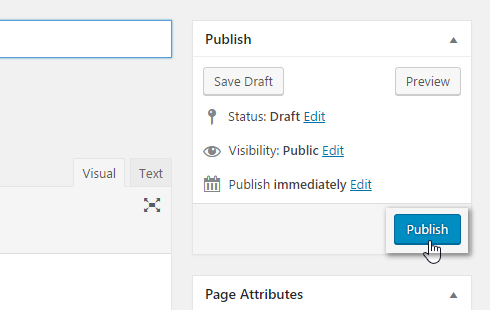 Publish
Save Draft Preview
Status: Draft Edit
Visibility: Public Edit
Visual Text
Publish immediately Edit
Publish
Page Attributes